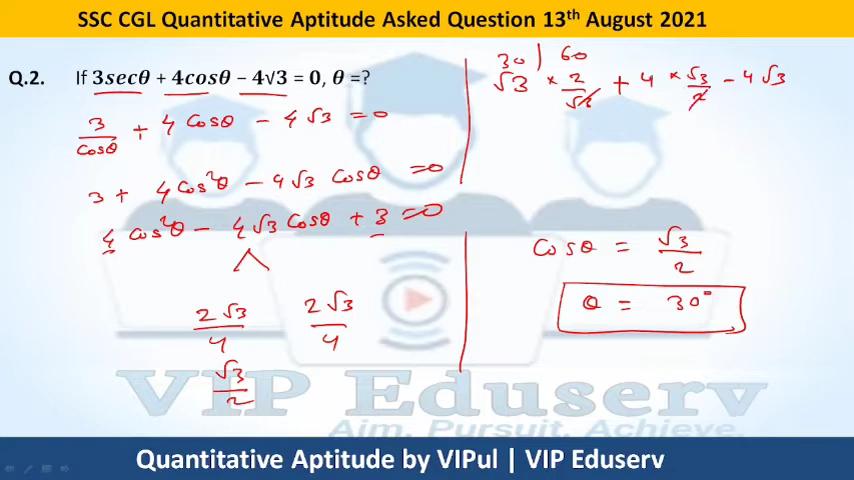 SSC CGL Quantitative Aptitude Asked Question 13th August 2021
Q.2. If 3secθ + 4cosθ − 4√3 = 0, θ =?
3/cosθ + 4 cosθ − 4√3 = 0
3 + 4cos²θ − 4√3 cosθ = 0
4 cos²θ − 4√3 cosθ + 3 = 0
2√3/4 2√3/4
√3/2
30 | 60
√3 × 2/√3 + 4 × √3/2 − 4√3
cosθ = √3/2
θ = 30°
VIP Eduserv
Aim. Pursuit. Achieve.
Quantitative Aptitude by VIPul | VIP Eduserv